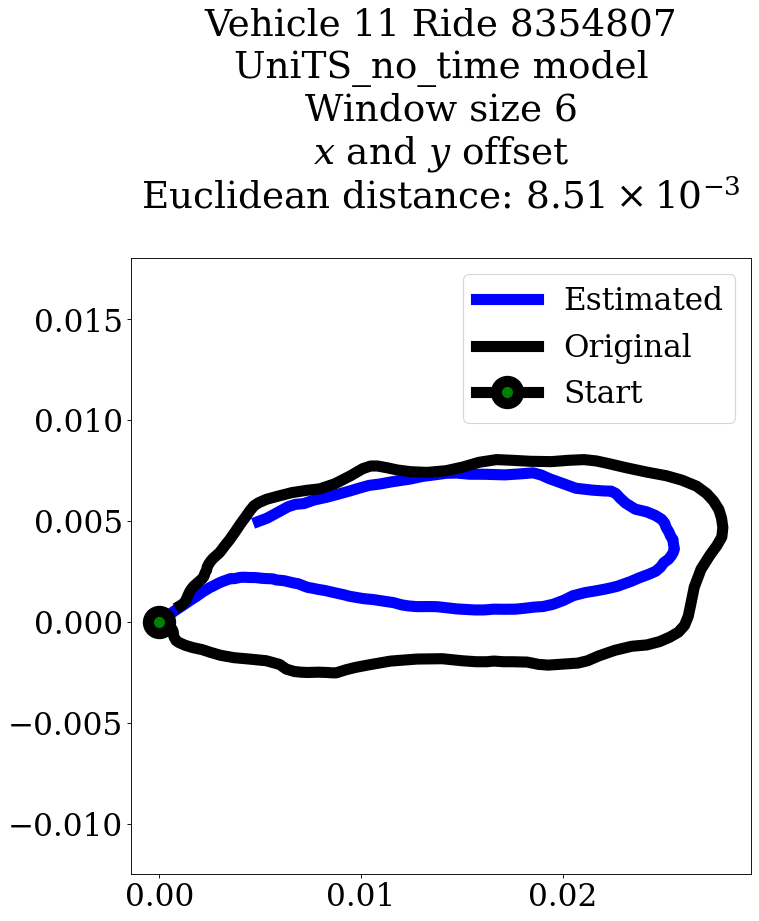 Vehicle 11 Ride 8354807
UniTS_no_time model
Window size 6
x and y offset
Euclidean distance: 8.51 × 10⁻³
Estimated
Original
Start
0.015
0.010
0.005
0.000
−0.005
−0.010
0.00 0.01 0.02